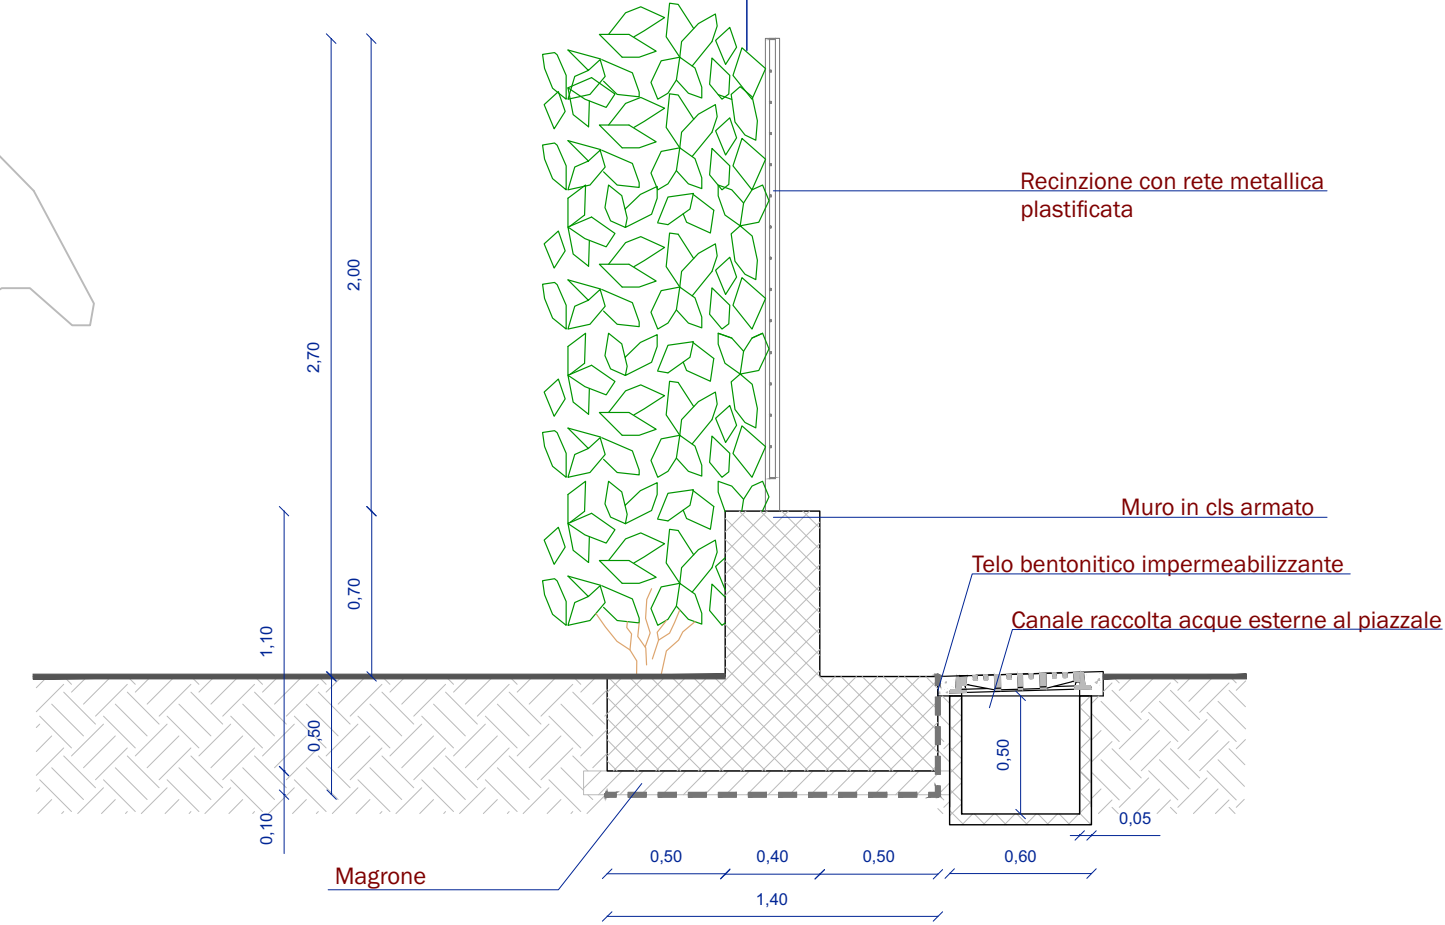 Recinzione con rete metallica
plastificata
2,00
2,70
Muro in cls armato
Telo bentonitico impermeabilizzante
0,70
Canale raccolta acque esterne al piazzale
1,10
0,50
0,50
0,10
0,05
0,50
0,40
0,50
0,60
Magrone
1,40